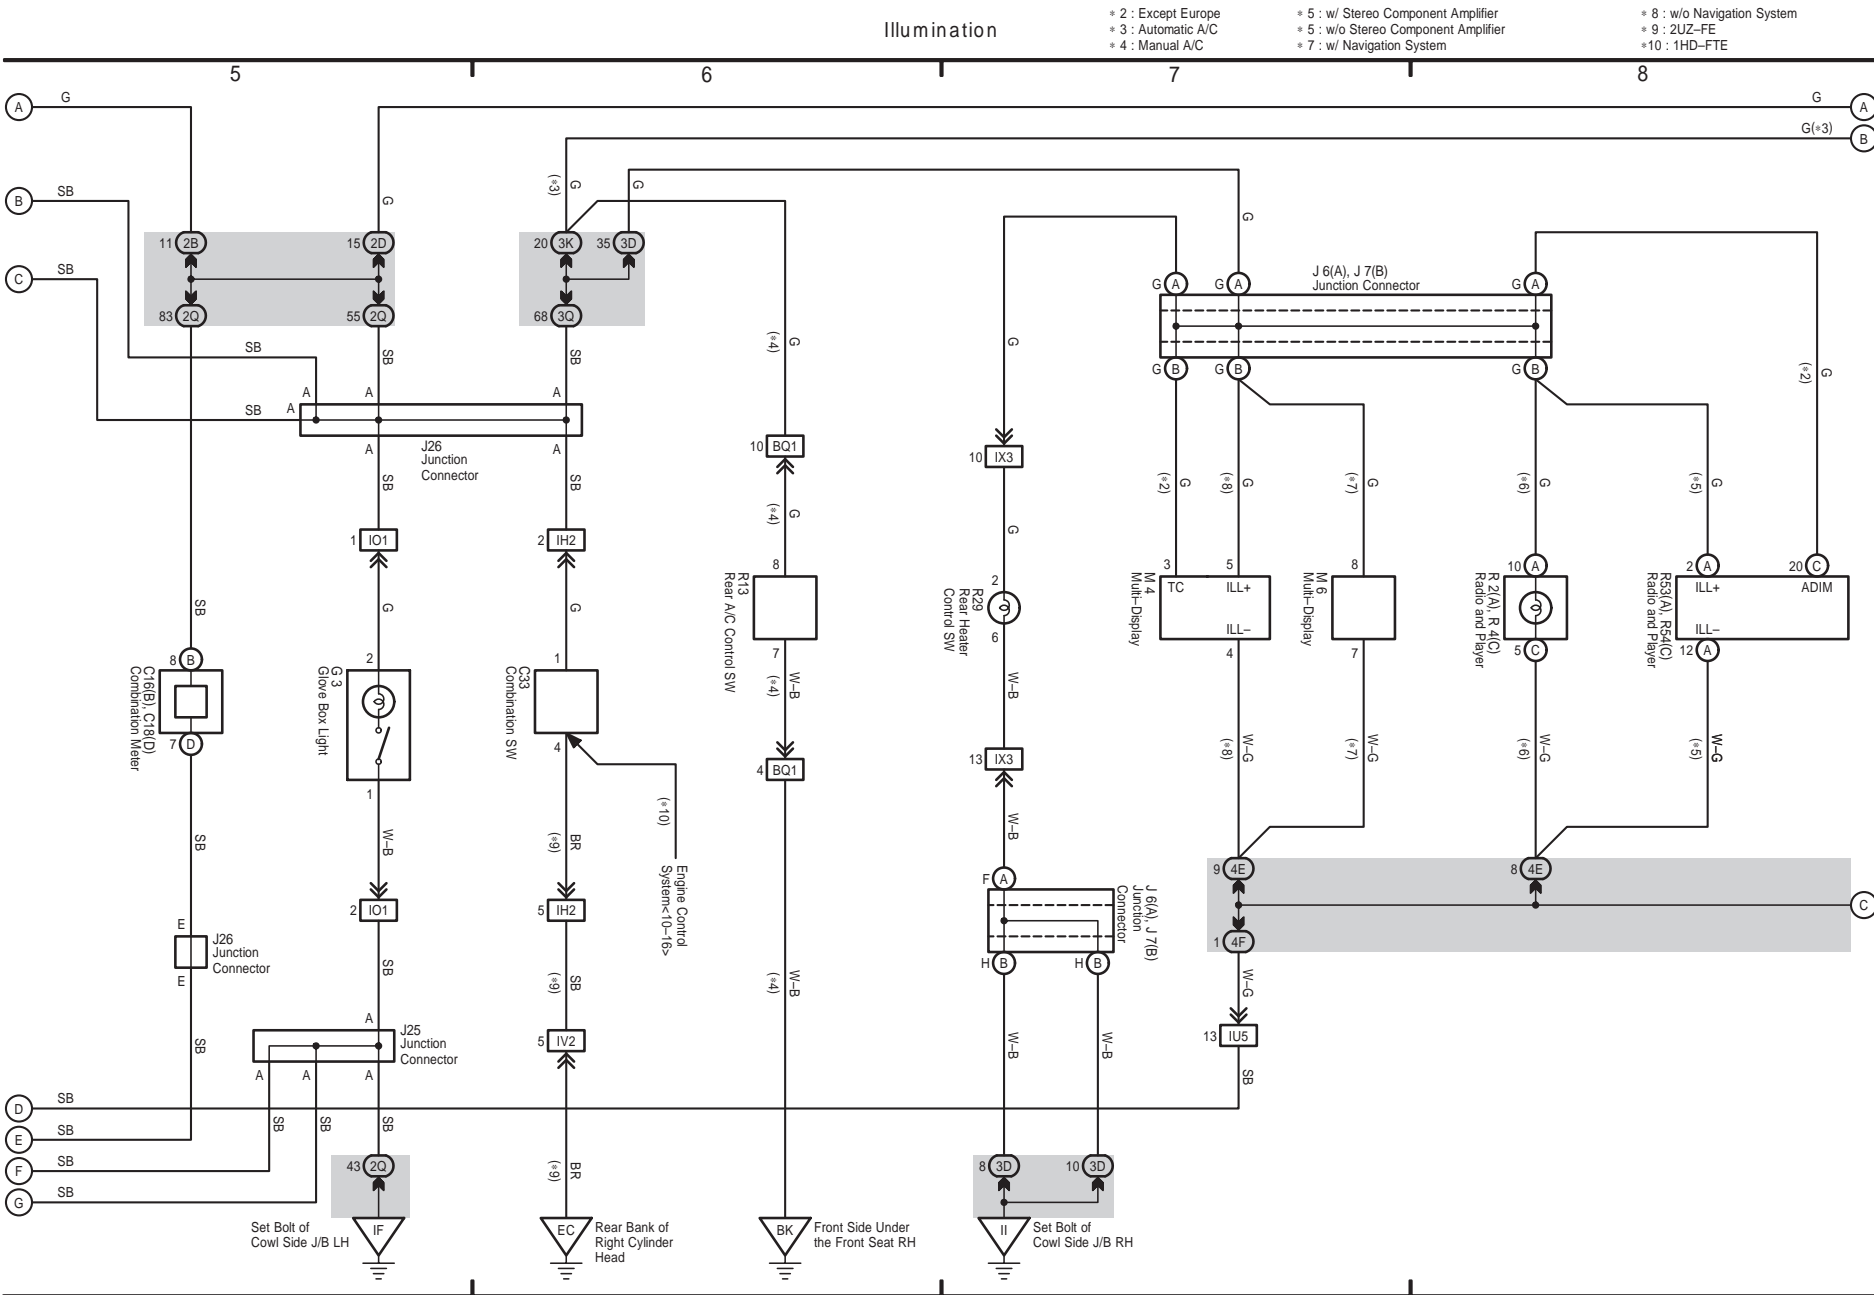 Illumination
∗ 2 : Except Europe
∗ 3 : Automatic A/C
∗ 4 : Manual A/C
∗ 5 : w/ Stereo Component Amplifier
∗ 5 : w/o Stereo Component Amplifier
∗ 7 : w/ Navigation System
∗ 8 : w/o Navigation System
∗ 9 : 2UZ–FE
∗10 : 1HD–FTE
5
6
7
8
A
G
G
A
G(∗3)
B
B
SB
C
SB
G
(∗3)
G
G
G
11 2B
15 2D
20 3K
35 3D
83 2Q
55 2Q
68 3Q
J 6(A), J 7(B)
Junction Connector
G A
G A
G A
G B
G B
G B
SB
SB
SB
SB
(∗4)
G
G
(∗2)
G
A
A
A
A
A
A
J26
Junction
Connector
SB
SB
10 BQ1
(∗4)
G
10 IX3
G
(∗2)
G
(∗8)
G
(∗7)
G
(∗6)
G
(∗5)
G
1 IO1
2 IH2
G
G
SB
8
R13
Rear A/C Control SW
7
2
R29
Rear Heater
Control SW
6
3
5
M 4
Multi–Display
TC
ILL+
ILL–
4
8
M 6
Multi–Display
7
10 A
R 2(A), R 4(C)
Radio and Player
5 C
2 A
20 C
R53(A), R54(C)
Radio and Player
ILL+
ADIM
ILL–
12 A
8 B
C16(B), C18(D)
Combination Meter
7 D
2
G 3
Glove Box Light
1
1
C33
Combination SW
4
(∗4)
W–B
W–B
(∗8)
W–G
(∗7)
W–G
(∗6)
W–G
(∗5)
W–G
4 BQ1
13 IX3
(∗10)
Engine Control
System<10–16>
SB
W–B
(∗9)
BR
W–B
2 IO1
5 IH2
F A
J 6(A), J 7(B)
Junction
Connector
H B
H B
9 4E
8 4E
C
1 4F
E
J26
Junction
Connector
E
SB
(∗9)
SB
(∗4)
W–B
W–G
13 IU5
SB
A
J25
Junction
Connector
A
A
A
SB
5 IV2
W–B
W–B
SB
D
SB
E
SB
F
SB
G
SB
SB
SB
SB
43 2Q
(∗9)
BR
8 3D
10 3D
Set Bolt of
Cowl Side J/B LH
IF
EC
Rear Bank of
Right Cylinder
Head
BK
Front Side Under
the Front Seat RH
II
Set Bolt of
Cowl Side J/B RH